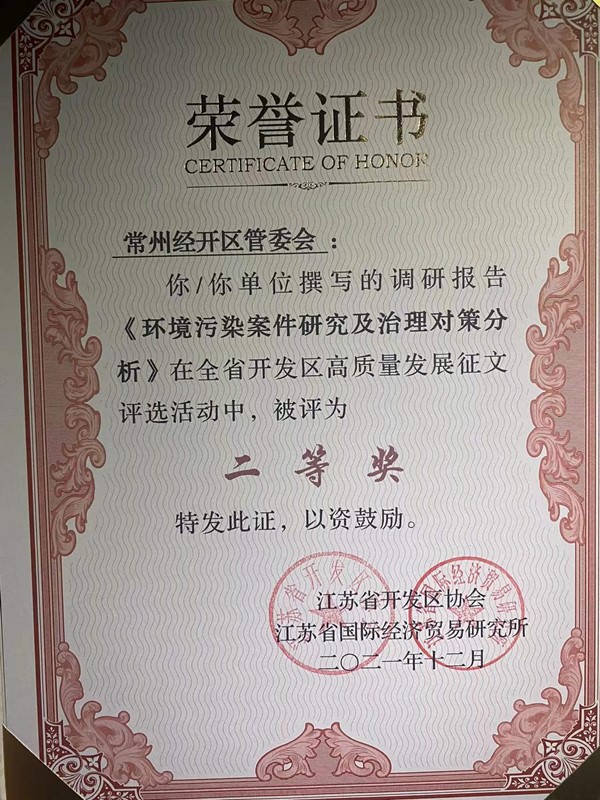 荣誉证书
CERTIFICATE OF HONOR
常州经开区管委会：
你/你单位撰写的调研报告
《环境污染案件研究及治理对策分
析》在全省开发区高质量发展征文
评选活动中，被评为
二等奖
特发此证，以资鼓励。
江苏省开发区协会
江苏省国际经济贸易研究所
二〇二一年十二月